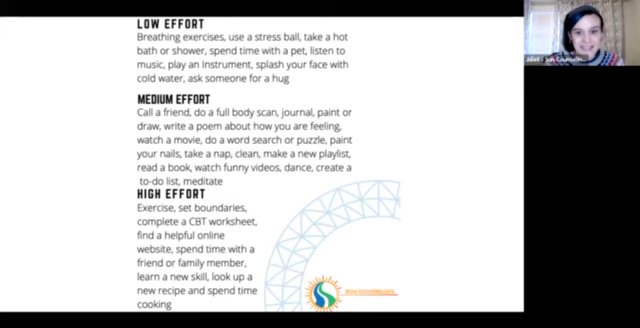 LOW EFFORT
Breathing exercises, use a stress ball, take a hot
bath or shower, spend time with a pet, listen to
music, play an Instrument, splash your face with
cold water, ask someone for a hug
MEDIUM EFFORT
Call a friend, do a full body scan, journal, paint or
draw, write a poem about how you are feeling,
watch a movie, do a word search or puzzle, paint
your nails, take a nap, clean, make a new playlist,
read a book, watch funny videos, dance, create a
to-do list, meditate
HIGH EFFORT
Exercise, set boundaries,
complete a CBT worksheet,
find a helpful online
website, spend time with a
friend or family member,
learn a new skill, look up a
new recipe and spend time
cooking